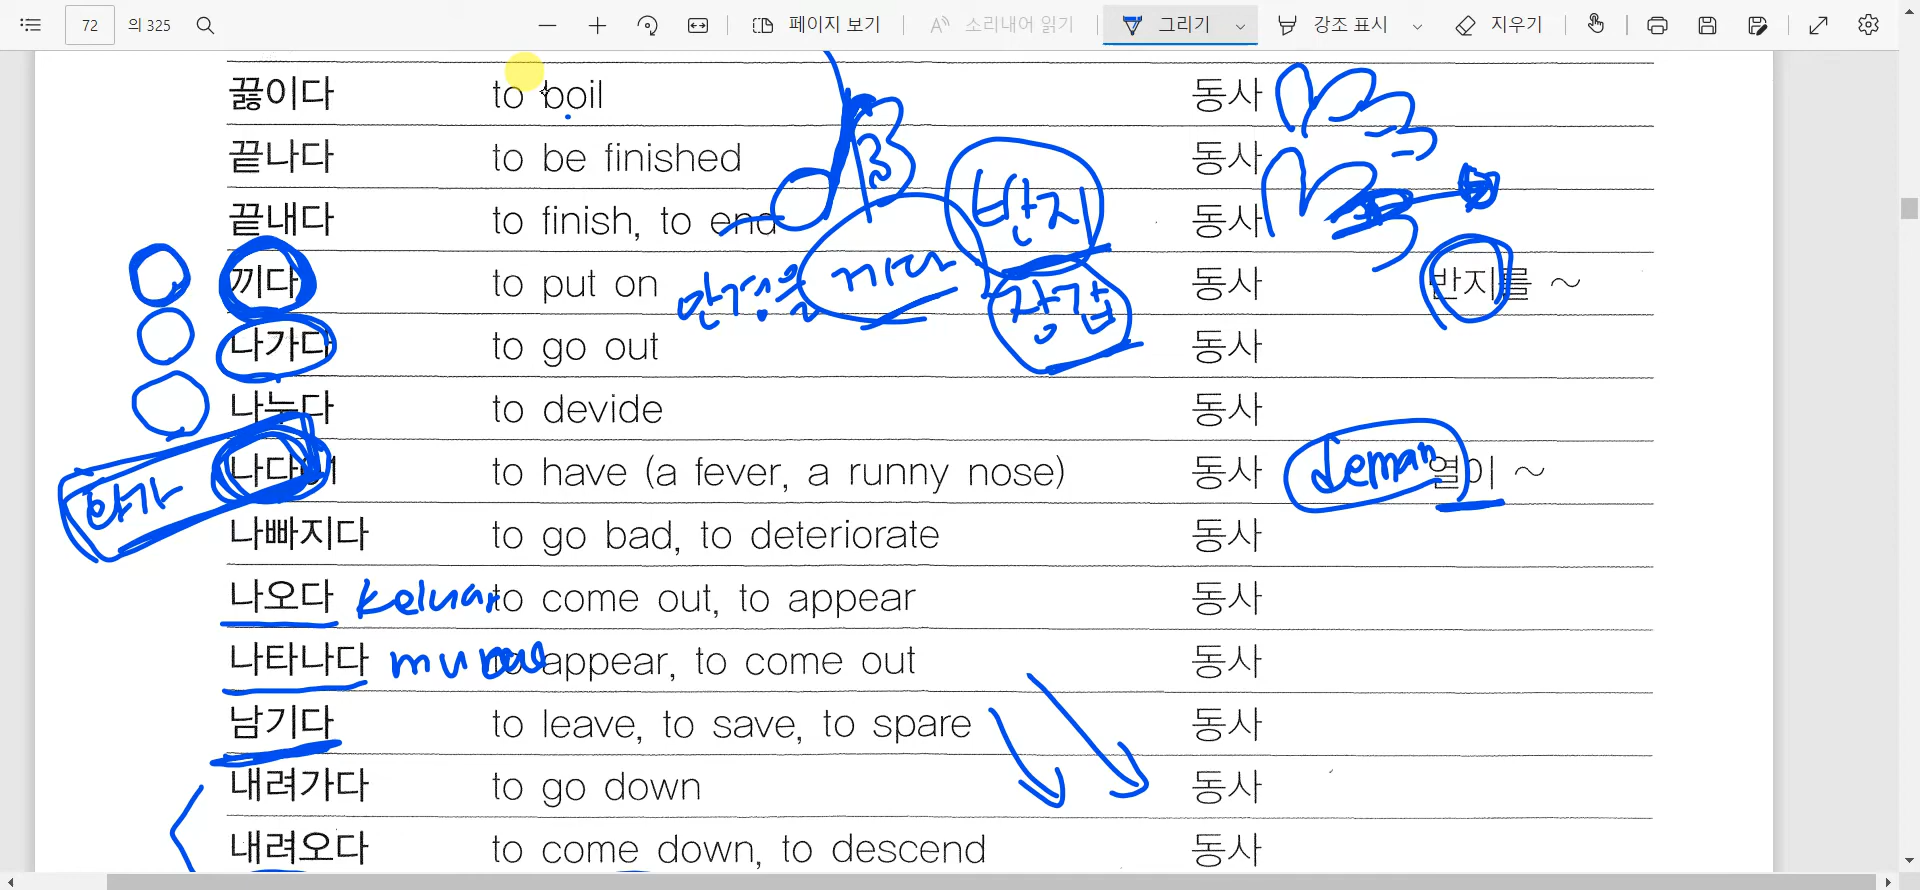 72 의 325 페이지 보기 소리내어 읽기 그리기 강조 표시 지우기
끓이다 to boil 동사
끝나다 to be finished 동사
끝내다 to finish, to end 동사
반지
끼다 to put on 동사 반지를 ~
안경을 끼다
장갑
나가다 to go out 동사
나누다 to devide 동사
나다 to have (a fever, a runny nose) 동사 demam 열이 ~
화가
나빠지다 to go bad, to deteriorate 동사
나오다 keluar to come out, to appear 동사
나타나다 to appear, to come out 동사
남기다 to leave, to save, to spare 동사
내려가다 to go down 동사
내려오다 to come down, to descend 동사